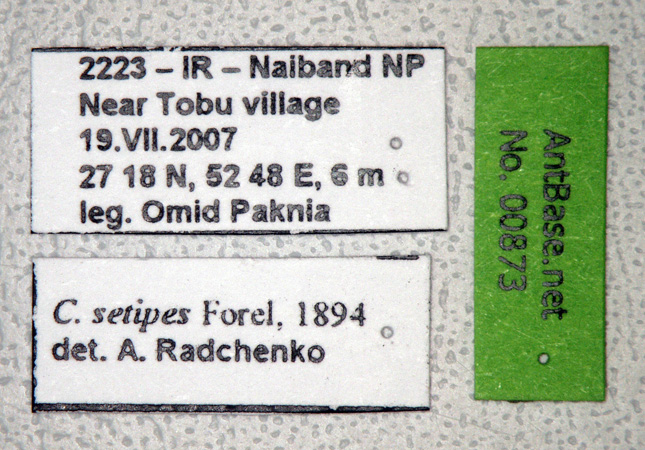 2223 – IR – Naiband NP
Near Tobu village
19.VII.2007
27 18 N, 52 48 E, 6 m
leg. Omid Paknia
C. setipes Forel, 1894
det. A. Radchenko
AntBase.net
No. 00873